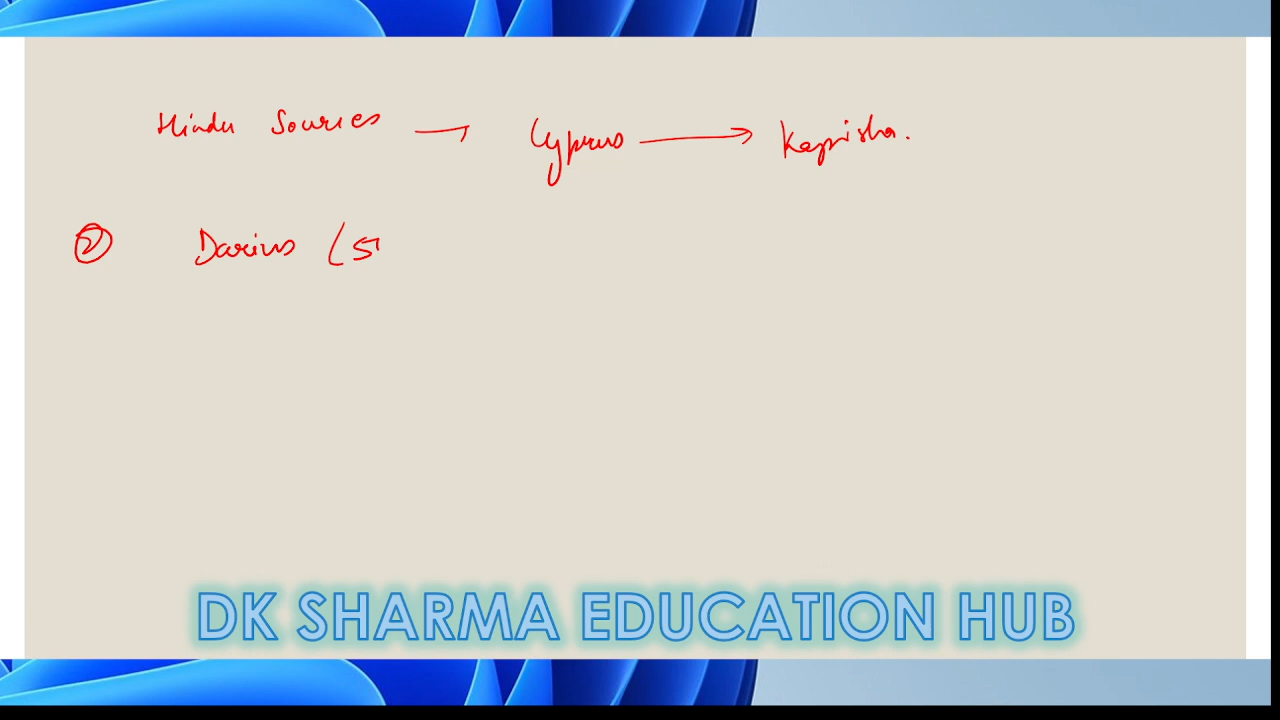 Hindu Sources → Cyprus → Kapisha.
② Darius (5
DK SHARMA EDUCATION HUB